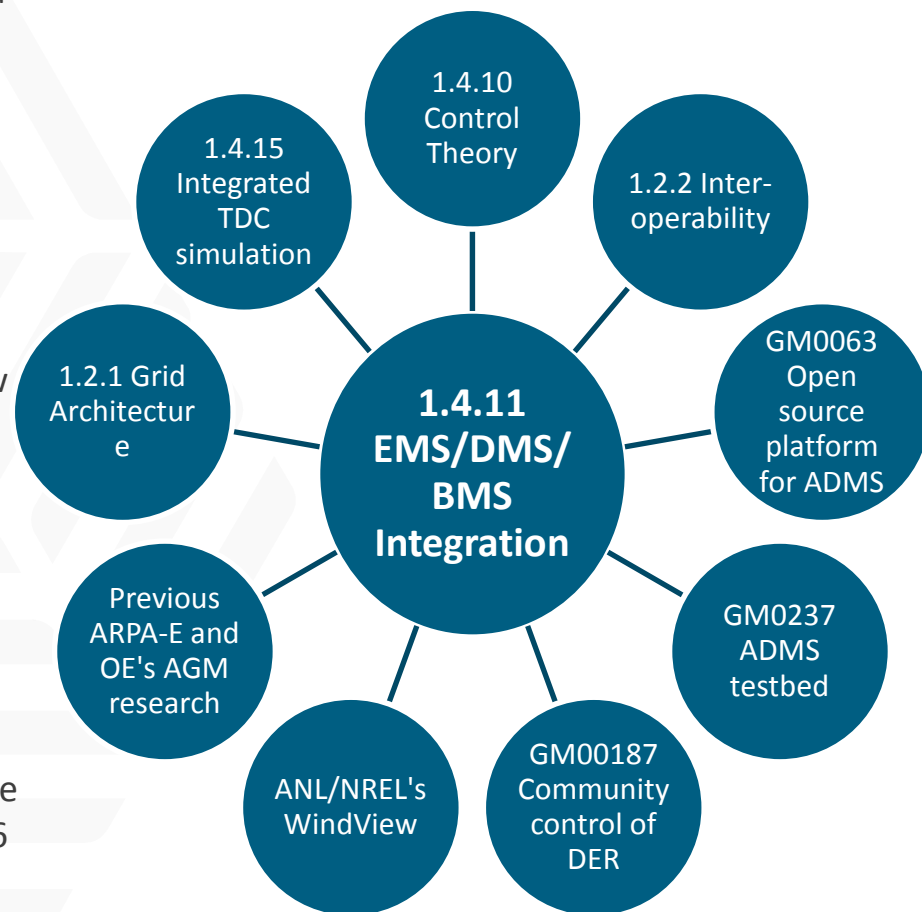 1.4.10
Control
Theory
1.2.2 Inter-
operability
GM0063
Open
source
platform
for ADMS
GM0237
ADMS
testbed
GM00187
Community
control of
DER
ANL/NREL's
WindView
Previous
ARPA-E and
OE's AGM
research
1.2.1 Grid
Architectur
e
1.4.15
Integrated
TDC
simulation
1.4.11
EMS/DMS/
BMS
Integration